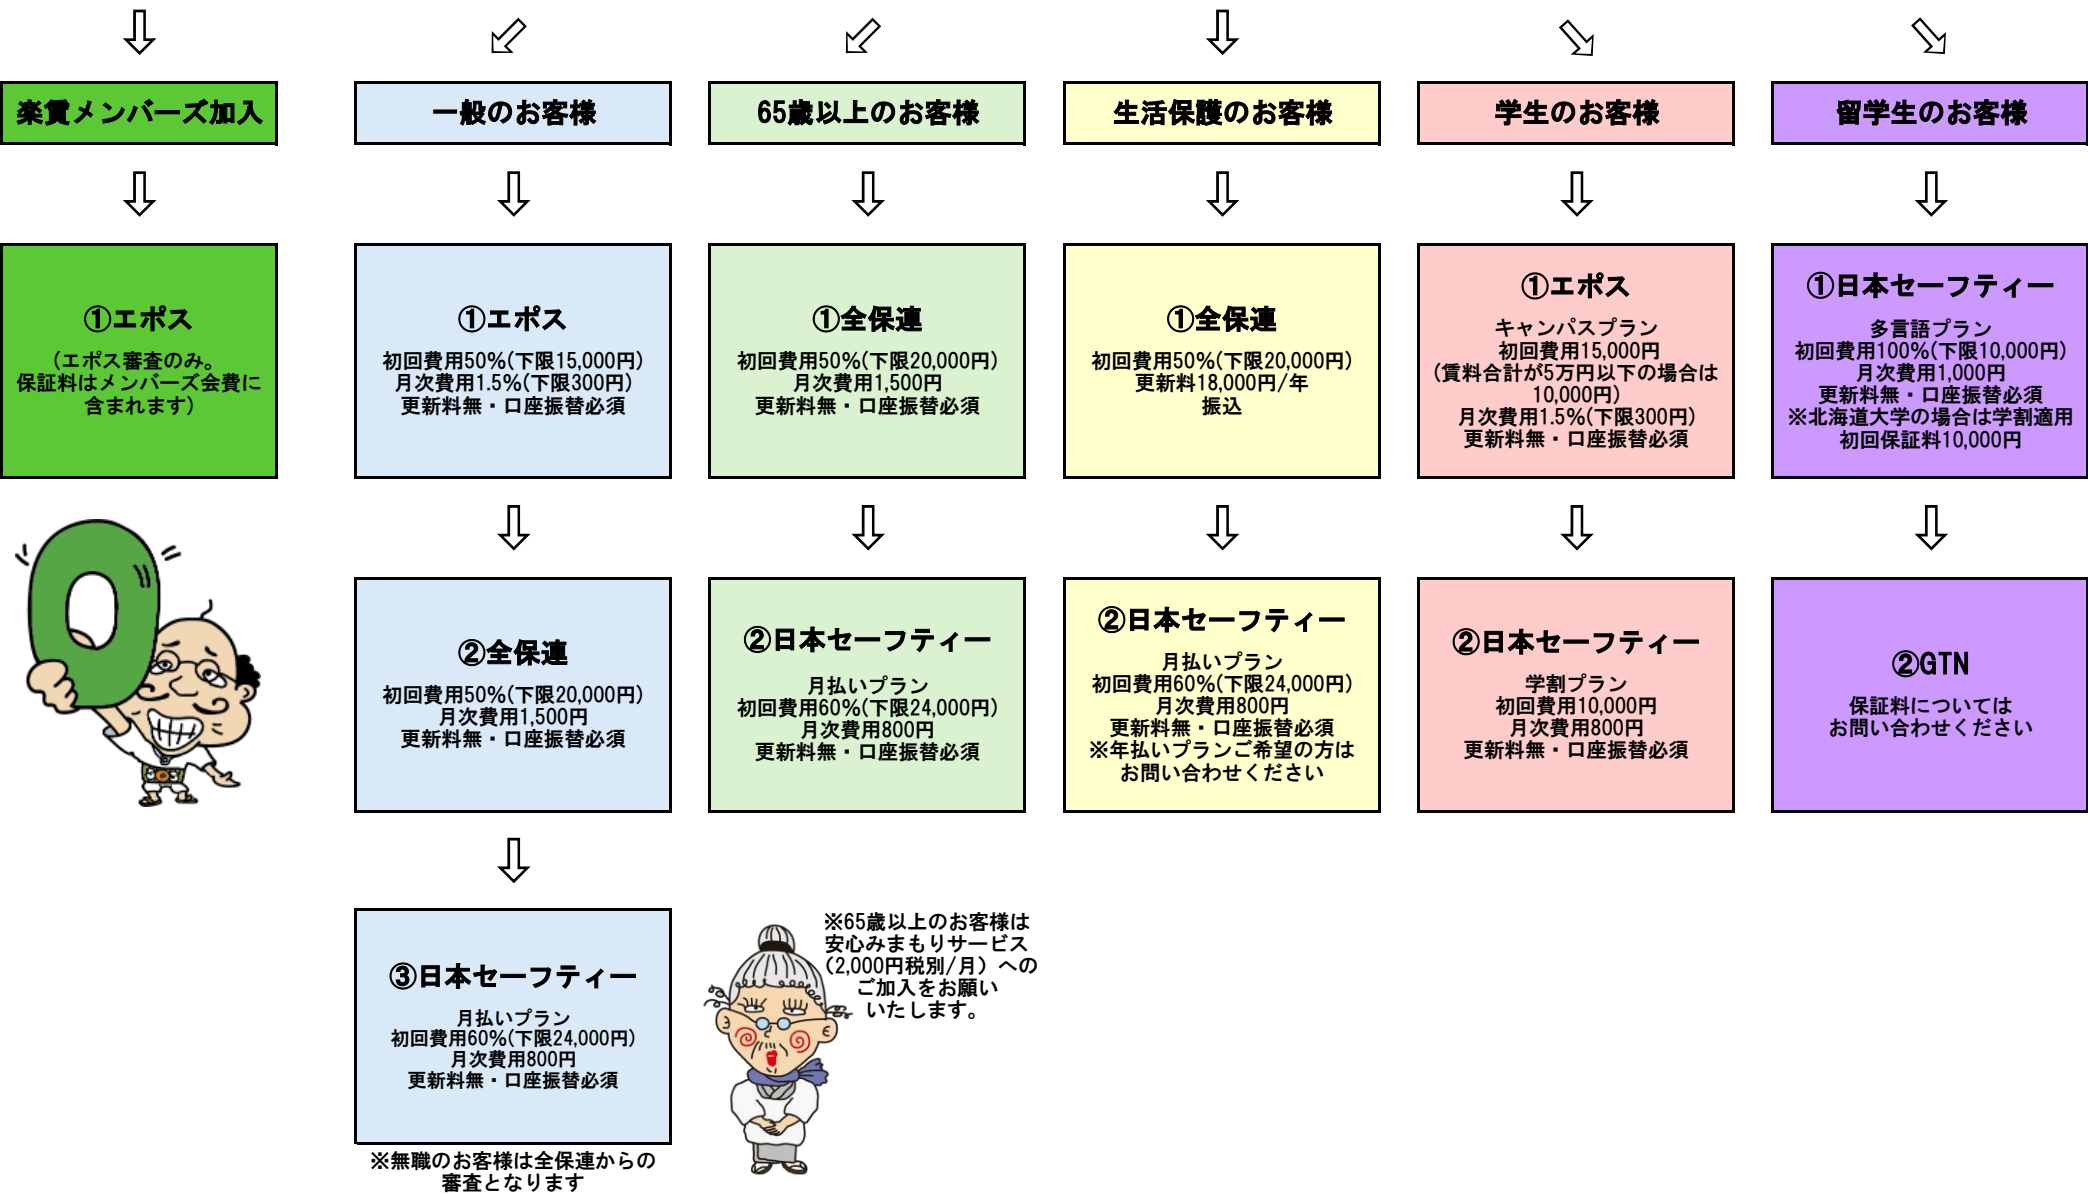 楽賃メンバーズ加入
①エポス
(エポス審査のみ。
保証料はメンバーズ会費に
含まれます)
一般のお客様
①エポス
初回費用50%(下限15,000円)
月次費用1.5%(下限300円)
更新料無・口座振替必須
②全保連
初回費用50%(下限20,000円)
月次費用1,500円
更新料無・口座振替必須
③日本セーフティー
月払いプラン
初回費用60%(下限24,000円)
月次費用800円
更新料無・口座振替必須
※無職のお客様は全保連からの
審査となります
65歳以上のお客様
①全保連
初回費用50%(下限20,000円)
月次費用1,500円
更新料無・口座振替必須
②日本セーフティー
月払いプラン
初回費用60%(下限24,000円)
月次費用800円
更新料無・口座振替必須
※65歳以上のお客様は
安心みまもりサービス
(2,000円税別/月) への
ご加入をお願い
いたします。
生活保護のお客様
①全保連
初回費用50%(下限20,000円)
更新料18,000円/年
振込
②日本セーフティー
月払いプラン
初回費用60%(下限24,000円)
月次費用800円
更新料無・口座振替必須
※年払いプランご希望の方は
お問い合わせください
学生のお客様
①エポス
キャンパスプラン
初回費用15,000円
(賃料合計が5万円以下の場合は
10,000円)
月次費用1.5%(下限300円)
更新料無・口座振替必須
②日本セーフティー
学割プラン
初回費用10,000円
月次費用800円
更新料無・口座振替必須
留学生のお客様
①日本セーフティー
多言語プラン
初回費用100%(下限10,000円)
月次費用1,000円
更新料無・口座振替必須
※北海道大学の場合は学割適用
初回保証料10,000円
②GTN
保証料については
お問い合わせください